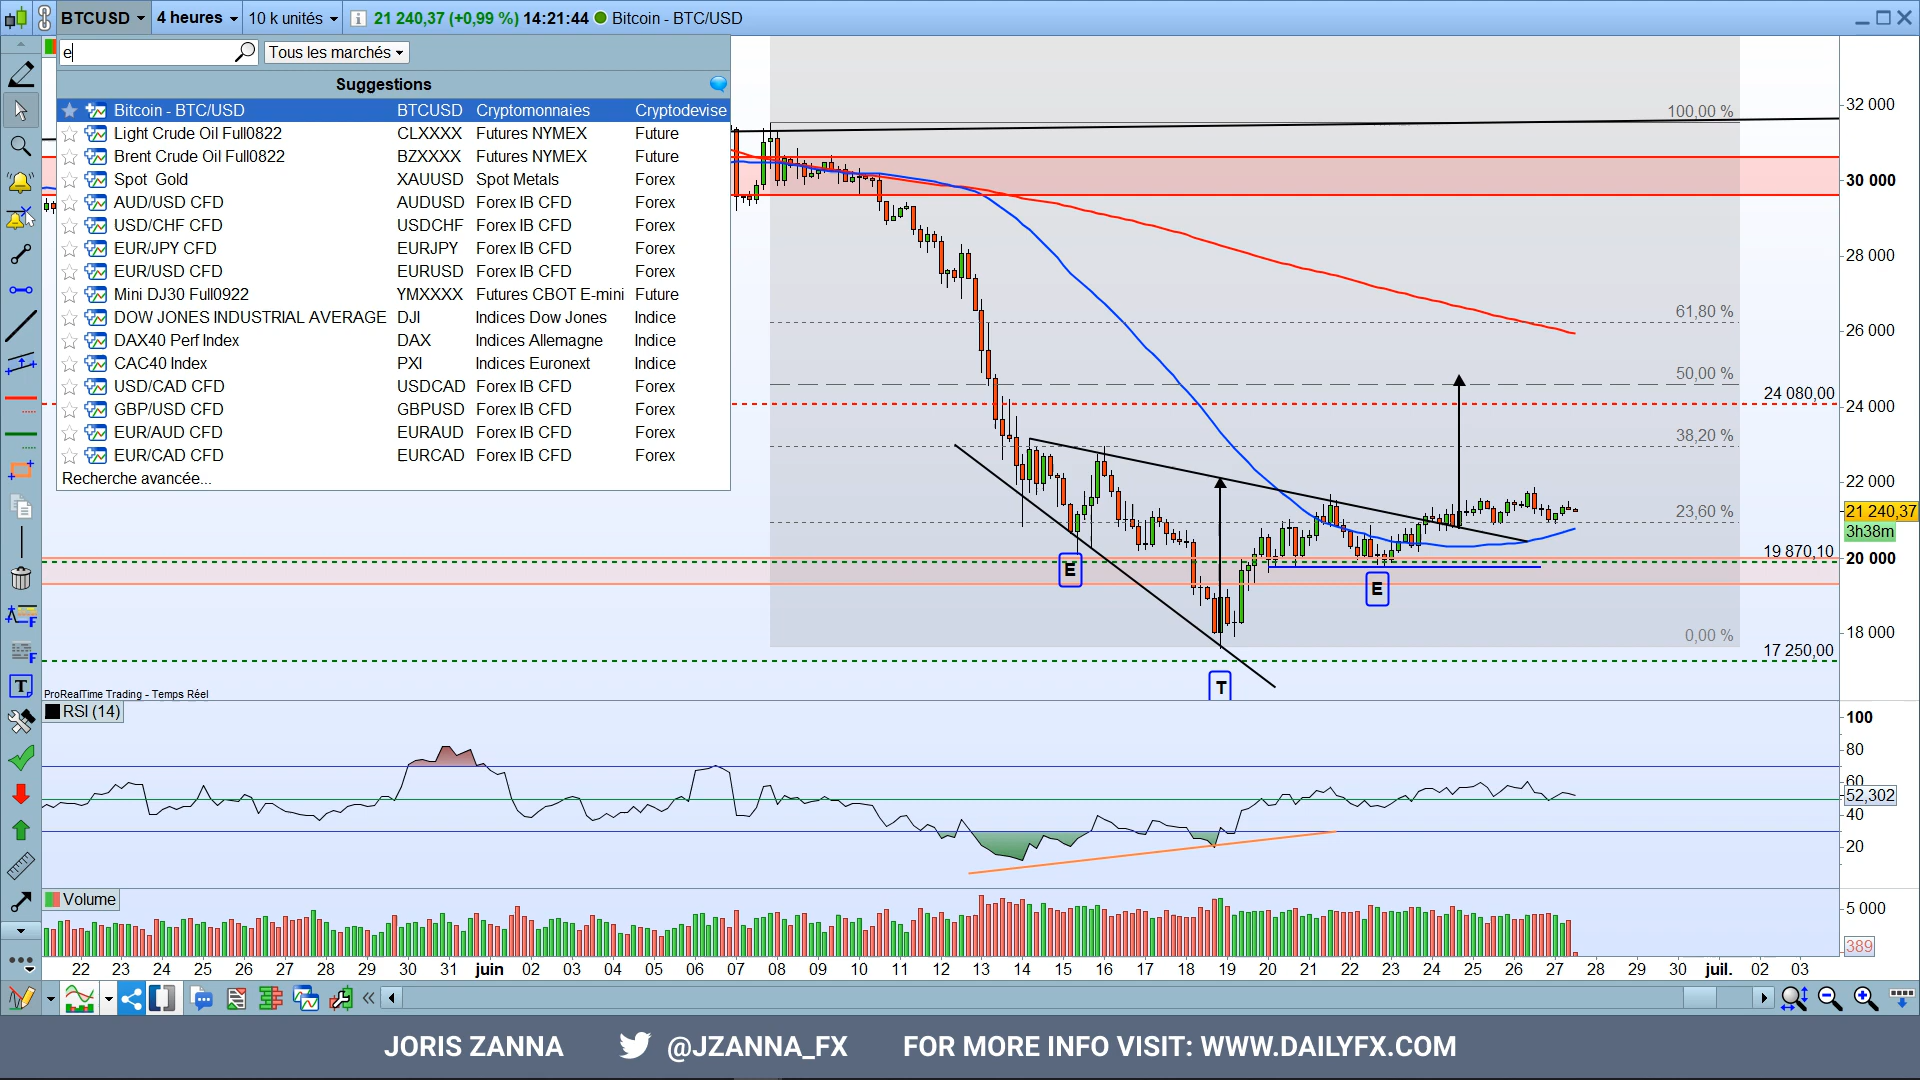 BTCUSD 4 heures 10 k unités 21 240,37 (+0,99 %) 14:21:44 Bitcoin - BTC/USD
e Tous les marchés
Suggestions
Bitcoin - BTC/USD BTCUSD Cryptomonnaies Cryptodevise
Light Crude Oil Full0822 CLXXXX Futures NYMEX Future
Brent Crude Oil Full0822 BZXXXX Futures NYMEX Future
Spot Gold XAUUSD Spot Metals Forex
AUD/USD CFD AUDUSD Forex IB CFD Forex
USD/CHF CFD USDCHF Forex IB CFD Forex
EUR/JPY CFD EURJPY Forex IB CFD Forex
EUR/USD CFD EURUSD Forex IB CFD Forex
Mini DJ30 Full0922 YMXXXX Futures CBOT E-mini Future
DOW JONES INDUSTRIAL AVERAGE DJI Indices Dow Jones Indice
DAX40 Perf Index DAX Indices Allemagne Indice
CAC40 Index PXI Indices Euronext Indice
USD/CAD CFD USDCAD Forex IB CFD Forex
GBP/USD CFD GBPUSD Forex IB CFD Forex
EUR/AUD CFD EURAUD Forex IB CFD Forex
EUR/CAD CFD EURCAD Forex IB CFD Forex
Recherche avancée...
100,00 %
61,80 %
50,00 %
38,20 %
23,60 %
0,00 %
24 080,00
19 870,10
17 250,00
32 000
30 000
28 000
26 000
24 000
22 000
21 240,37
3h38m
20 000
18 000
E
E
T
F
F
T
ProRealTime Trading - Temps Réel
RSI (14)
100
80
60
52,302
40
20
Volume
5 000
389
22 23 24 25 26 27 28 29 30 31 juin 02 03 04 05 06 07 08 09 10 11 12 13 14 15 16 17 18 19 20 21 22 23 24 25 26 27 28 29 30 juil. 02 03
JORIS ZANNA @JZANNA_FX FOR MORE INFO VISIT: WWW.DAILYFX.COM